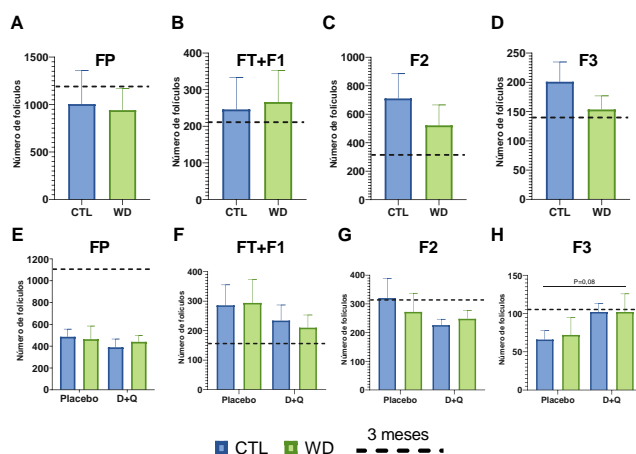 A
FP
Número de folículos
1500
1000
500
0
CTL
WD
B
FT+F1
Número de folículos
400
300
200
100
0
CTL
WD
C
F2
Número de folículos
1000
800
600
400
200
0
CTL
WD
D
F3
Número de folículos
250
200
150
100
50
0
CTL
WD
E
FP
Número de folículos
1200
1000
800
600
400
200
0
Placebo
D+Q
F
FT+F1
Número de folículos
400
300
200
100
0
Placebo
D+Q
G
F2
Número de folículos
500
400
300
200
100
0
Placebo
D+Q
H
F3
Número de folículos
150
100
50
0
P=0,08
Placebo
D+Q
CTL
WD
3 meses